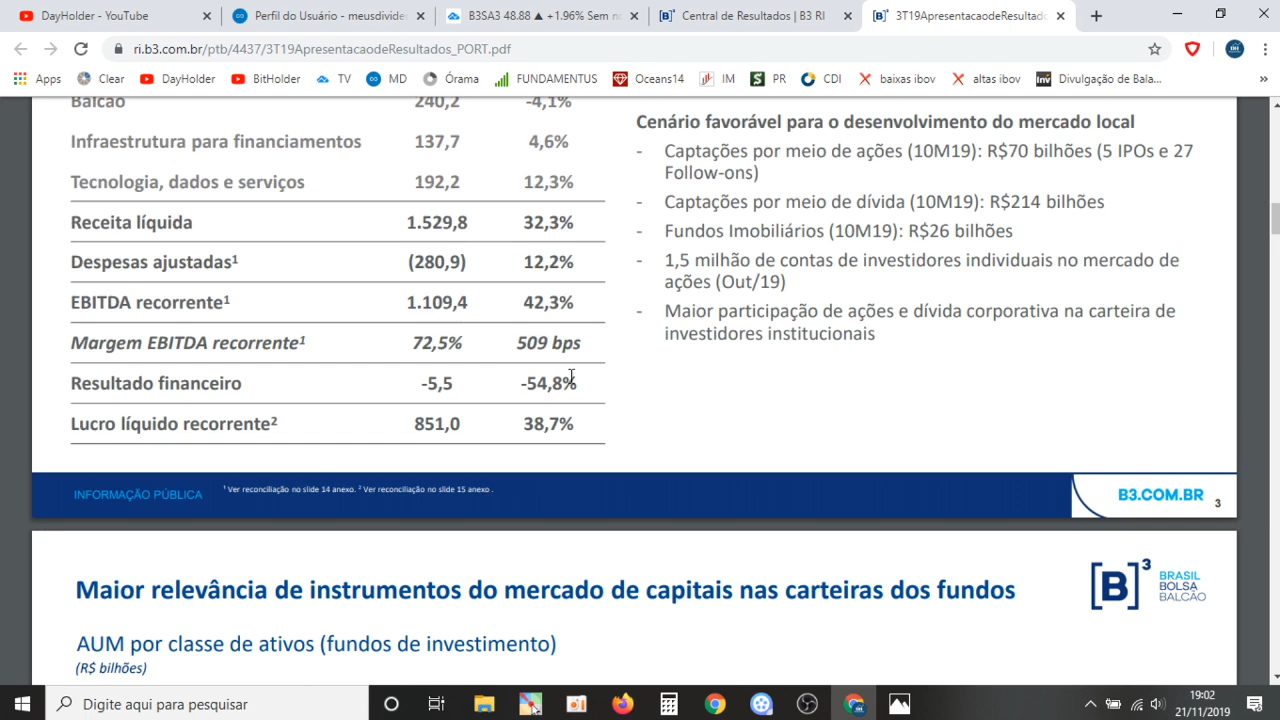 DayHolder - YouTube
Perfil do Usuário - meusdivide
B3SA3 48.88 ▲ +1.96% Sem n
Central de Resultados | B3 RI
3T19ApresentacaodeResultado
ri.b3.com.br/ptb/4437/3T19ApresentacaodeResultados_PORT.pdf
Apps Clear DayHolder BitHolder TV MD Órama FUNDAMENTUS Oceans14 IM PR CDI baixas ibov altas ibov Divulgação de Bala...
Balcão 240,2 -4,1%
Infraestrutura para financiamentos 137,7 4,6%
Tecnologia, dados e serviços 192,2 12,3%
Receita líquida 1.529,8 32,3%
Despesas ajustadas¹ (280,9) 12,2%
EBITDA recorrente¹ 1.109,4 42,3%
Margem EBITDA recorrente¹ 72,5% 509 bps
Resultado financeiro -5,5 -54,8%
Lucro líquido recorrente² 851,0 38,7%
Cenário favorável para o desenvolvimento do mercado local
- Captações por meio de ações (10M19): R$70 bilhões (5 IPOs e 27
Follow-ons)
- Captações por meio de dívida (10M19): R$214 bilhões
- Fundos Imobiliários (10M19): R$26 bilhões
- 1,5 milhão de contas de investidores individuais no mercado de
ações (Out/19)
- Maior participação de ações e dívida corporativa na carteira de
investidores institucionais
INFORMAÇÃO PÚBLICA
¹ Ver reconciliação no slide 14 anexo. ² Ver reconciliação no slide 15 anexo .
B3.COM.BR
3
Maior relevância de instrumentos do mercado de capitais nas carteiras dos fundos
[B]³ BRASIL
BOLSA
BALCÃO
AUM por classe de ativos (fundos de investimento)
(R$ bilhões)
Digite aqui para pesquisar
19:02
21/11/2019